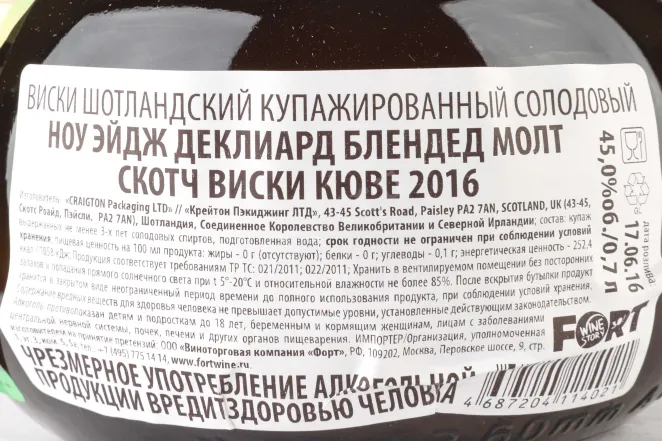 ВИСКИ ШОТЛАНДСКИЙ КУПАЖИРОВАННЫЙ СОЛОДОВЫЙ
НОУ ЭЙДЖ ДЕКЛИАРД БЛЕНДЕД МОЛТ
СКОТЧ ВИСКИ КЮВЕ 2016
Изготовитель: «CRAIGTON Packaging LTD» // «Крейтон Пэкиджинг ЛТД», 43-45 Scott's Road, Paisley PA2 7AN, SCOTLAND, UK (43-45,
Скотс Роайд, Пэйсли, PA2 7AN), Шотландия, Соединенное Королевство Великобритании и Северной Ирландии; состав: купаж
выдержанных не менее 3-х лет солодовых спиртов, подготовленная вода; срок годности не ограничен при соблюдении условий
хранения пищевая ценность на 100 мл продукта: жиры - 0 г (отсутствуют); белки - 0 г; углеводы - 0,1 г; энергетическая ценность - 252,4
ккал - 1058 кДж; Продукция соответствует требованиям ТР ТС: 021/2011; 022/2011; Хранить в вентилируемом помещении без посторонних
запахов и попадания прямого солнечного света при t 5°-20°С и относительной влажности не более 85%. После вскрытия бутылки продукт
хранится в закрытом виде неограниченный период времени до полного использования продукта, при соблюдении условий хранения.
Содержание вредных веществ для здоровья человека не превышает допустимые уровни, установленные действующим законодательством.
Алкоголь противопоказан детям и подросткам до 18 лет, беременным и кормящим женщинам, лицам с заболеваниями
центральной нервной системы, почек, печени и других органов пищеварения. ИМПОРТЕР/Организация, уполномоченная
изготовителем на принятие претензий: ООО «Виноторговая компания «Форт», РФ, 109202, Москва, Перовское шоссе, 9, стр.
тел. +7 (495) 775 14 14, www.fortwine.ru.
ЧРЕЗМЕРНОЕ УПОТРЕБЛЕНИЕ АЛКОГОЛЬНОЙ
ПРОДУКЦИИ ВРЕДИТ ЗДОРОВЬЮ ЧЕЛОВЕКА
45,0%об/0,7 л
дата розлива
17.06.16
FORT
WINE
STORY
4 687204 114021